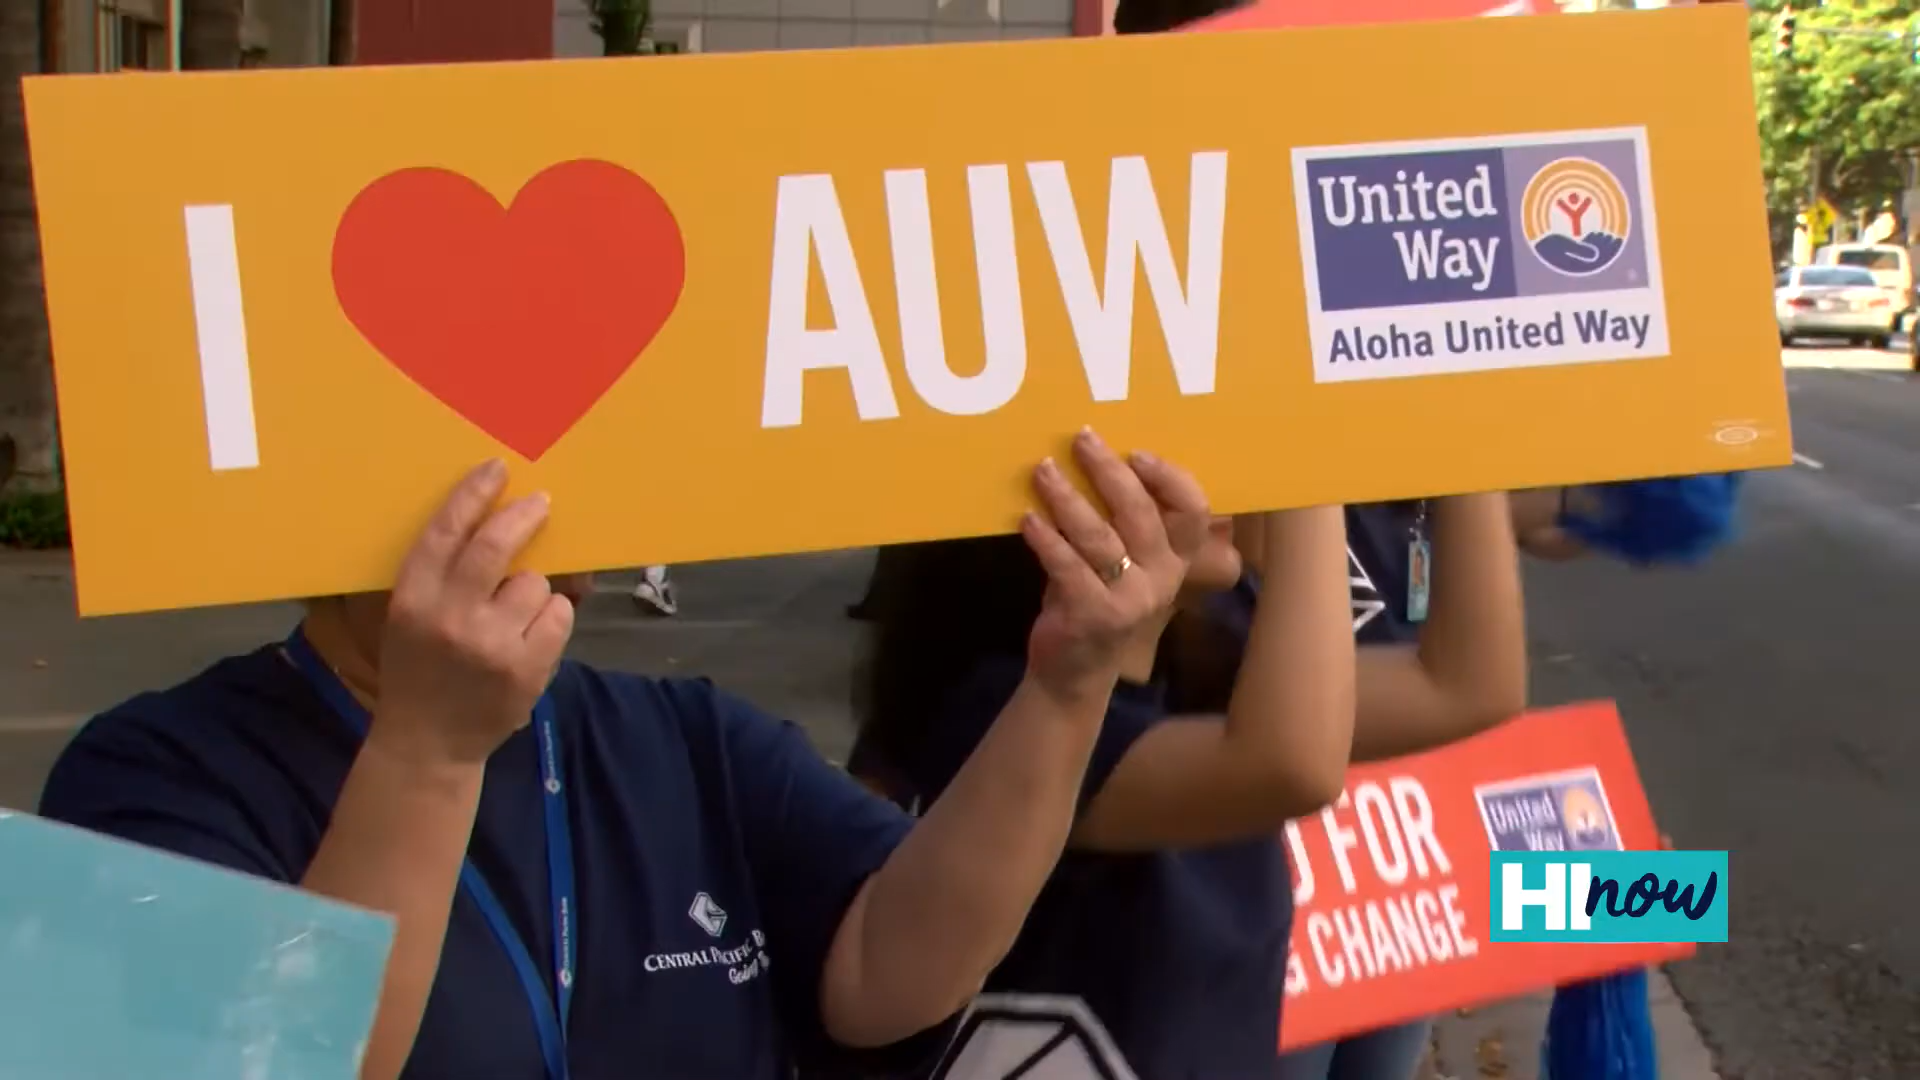 I ♥ AUW
United
Way
Aloha United Way
CENTRAL PACIFIC B
FOR
CHANGE
United
Way
HI now